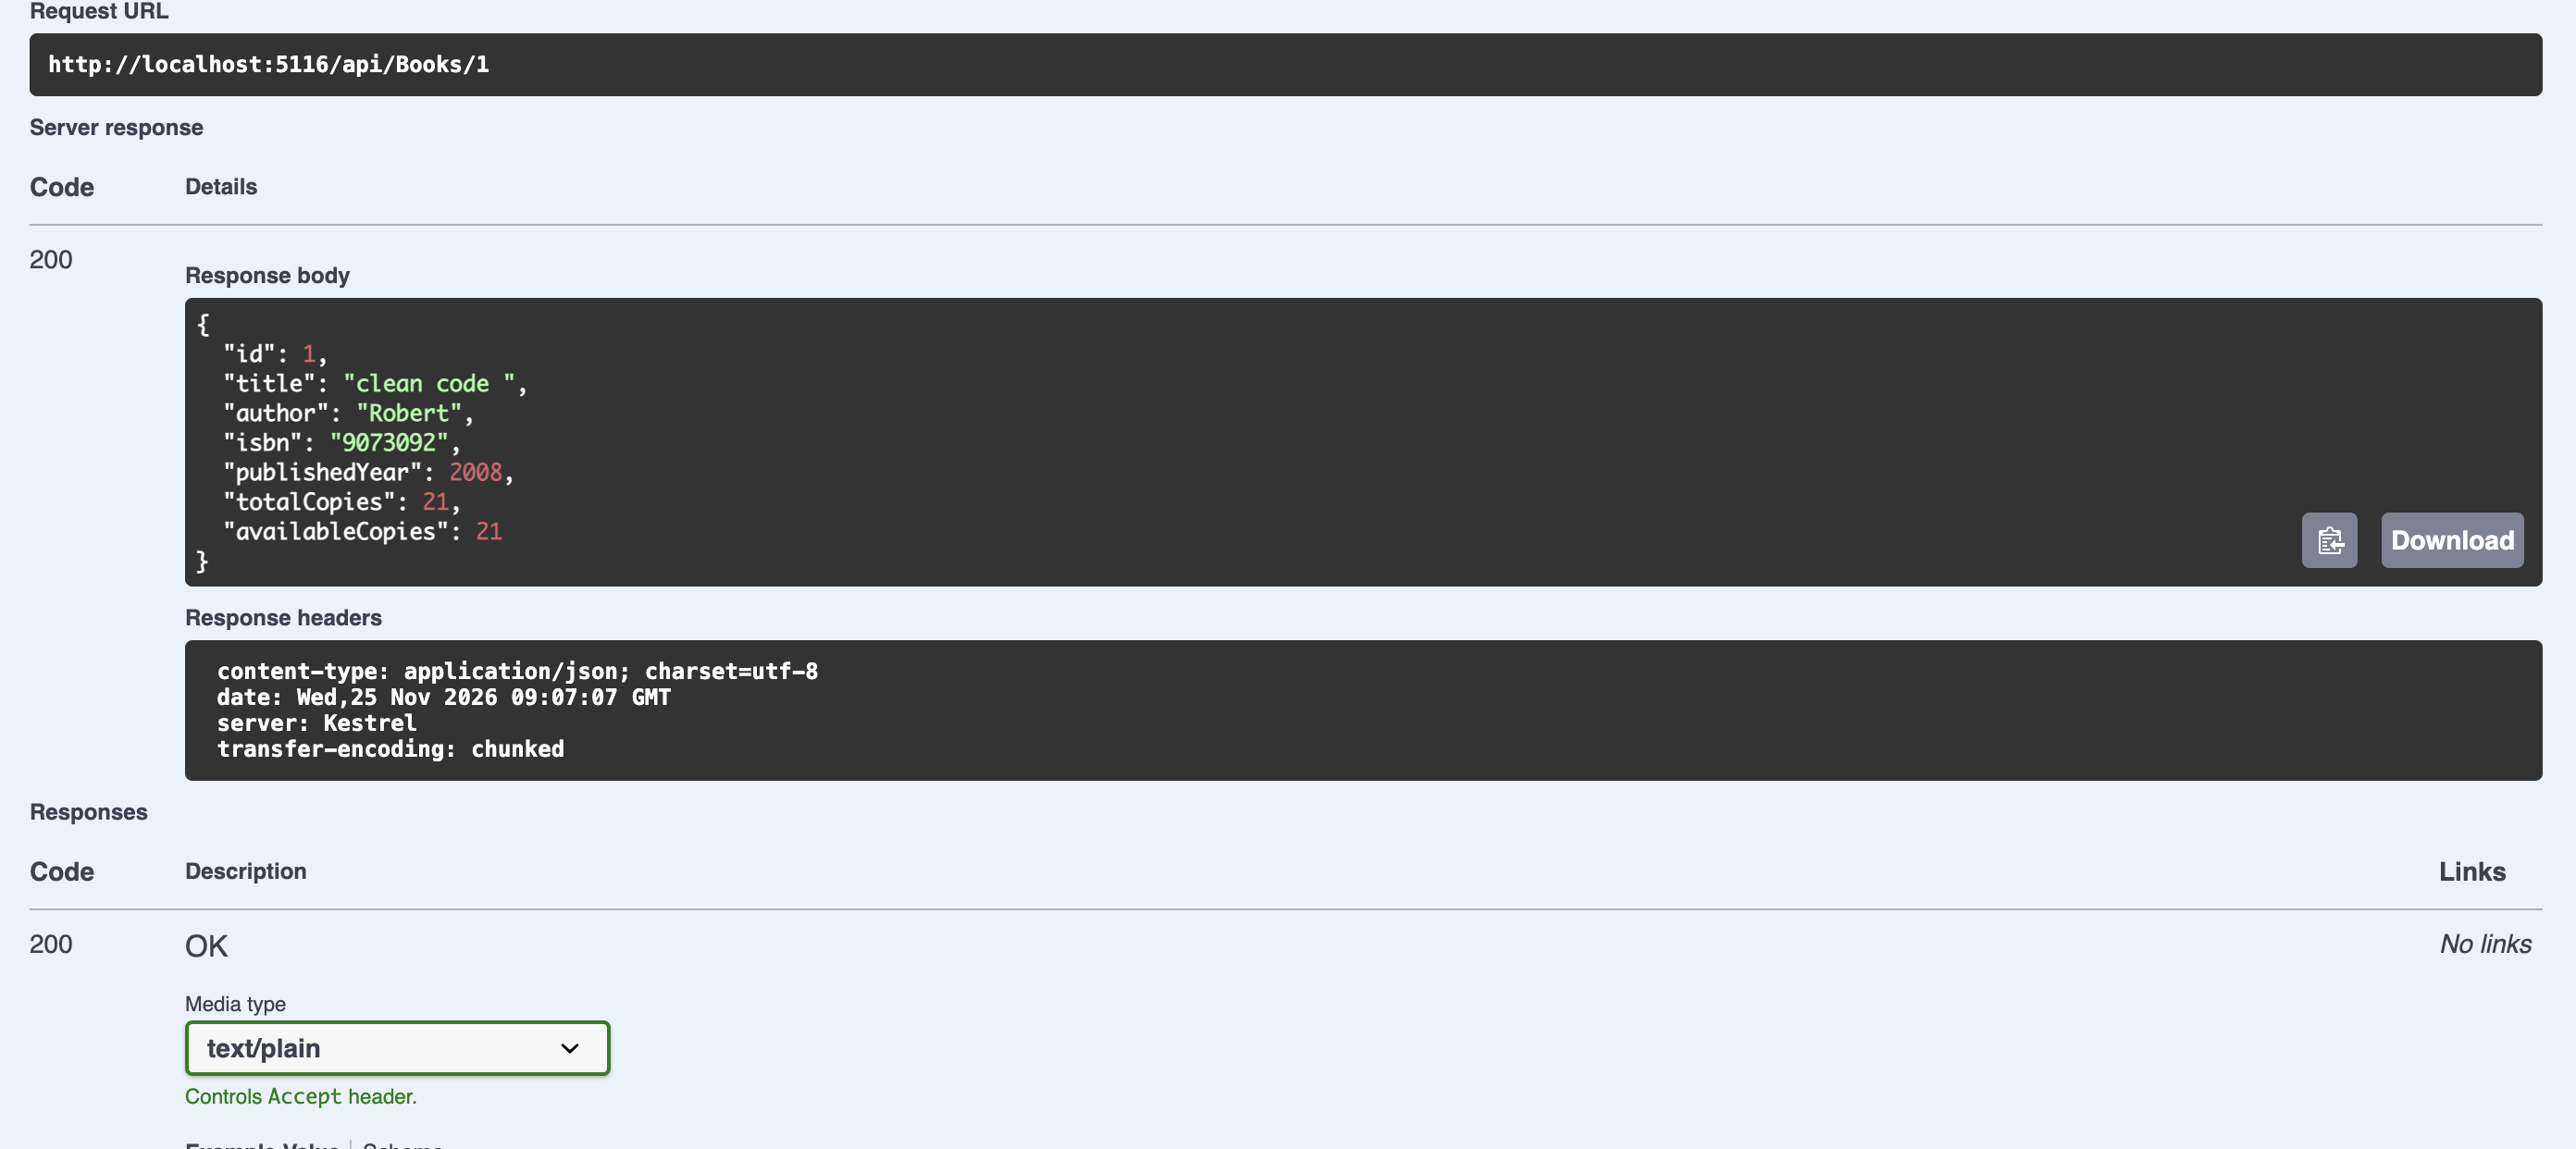 Request URL
http://localhost:5116/api/Books/1
Server response
Code Details
200
Response body
{
  "id": 1,
  "title": "clean code ",
  "author": "Robert",
  "isbn": "9073092",
  "publishedYear": 2008,
  "totalCopies": 21,
  "availableCopies": 21
}
Download
Response headers
content-type: application/json; charset=utf-8
date: Wed,25 Nov 2026 09:07:07 GMT
server: Kestrel
transfer-encoding: chunked
Responses
Code Description Links
200 OK No links
Media type
text/plain
Controls Accept header.
Example Value | Schema